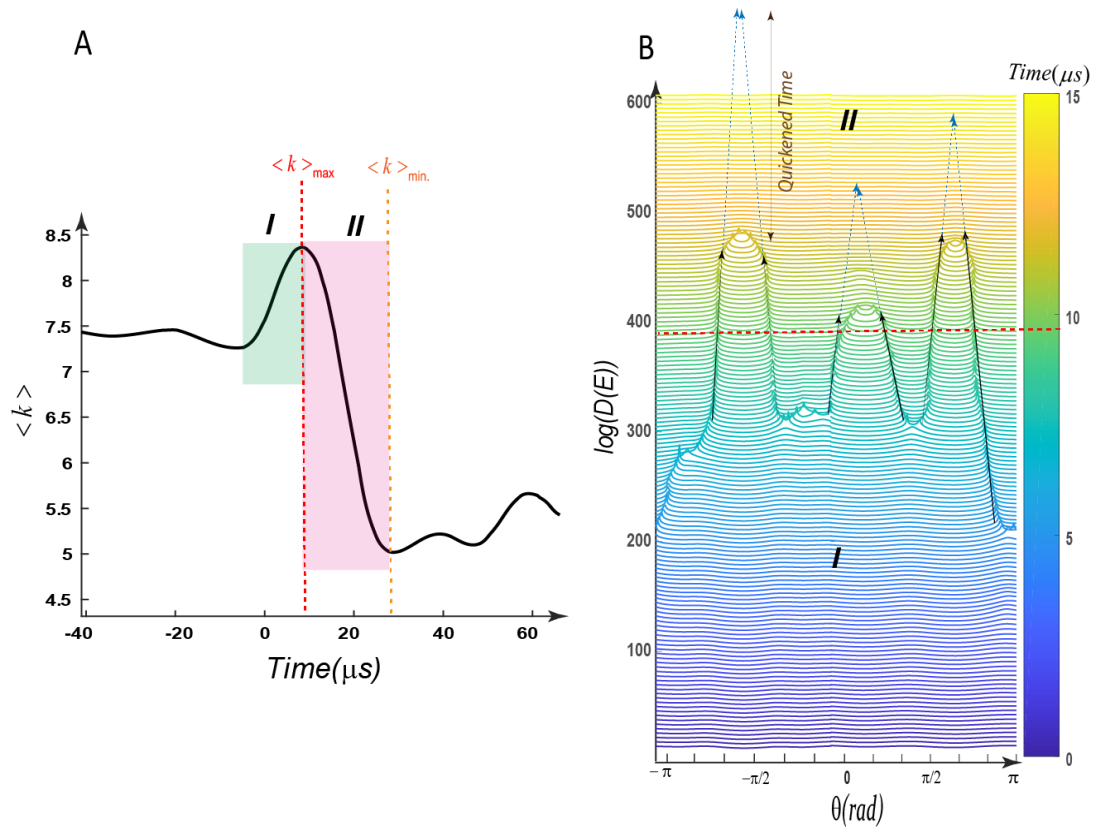 A
<k>max
<k>min.
I
II
8.5
8
7.5
7
6.5
6
5.5
5
4.5
<k>
-40
-20
0
20
40
60
Time(μs)
B
Quickened Time
II
I
600
500
400
300
200
100
log(D(E))
-π
-π/2
0
π/2
π
θ(rad)
Time(μs)
15
10
5
0